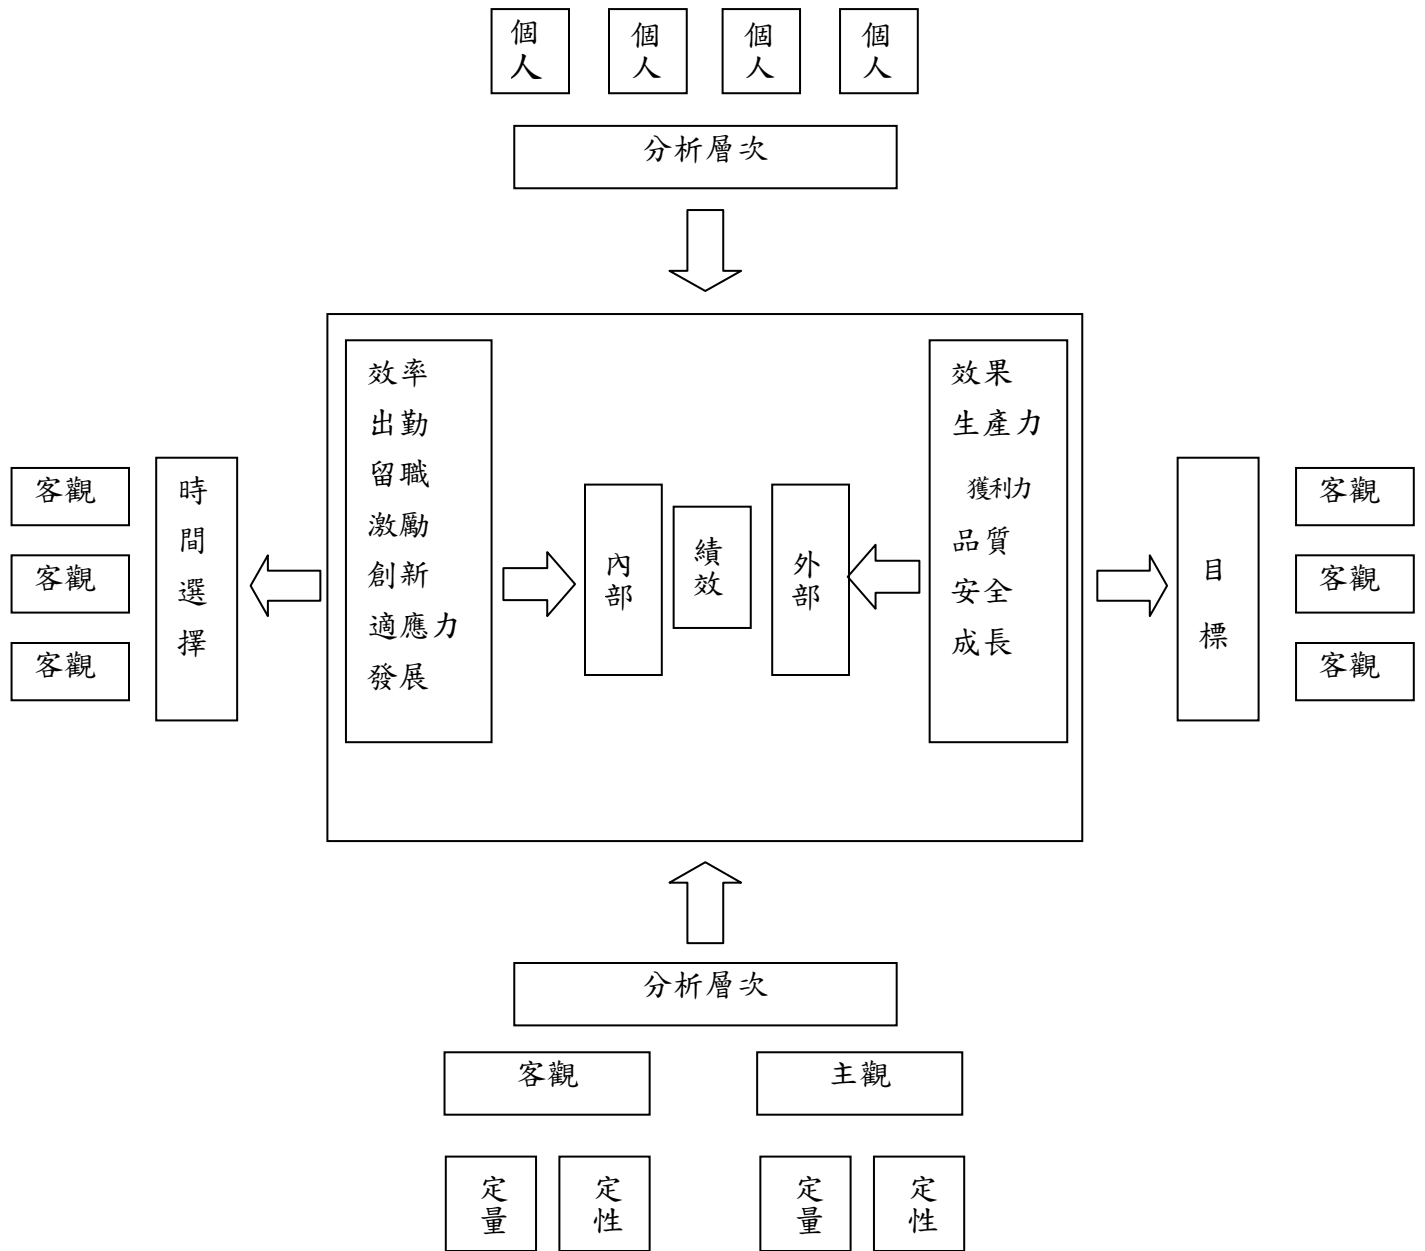 個人
個人
個人
個人
分析層次
效率
出勤
留職
激勵
創新
適應力
發展
效果
生產力
獲利力
品質
安全
成長
客觀
客觀
客觀
時間選擇
內部
績效
外部
目標
客觀
客觀
客觀
分析層次
客觀
主觀
定量
定性
定量
定性